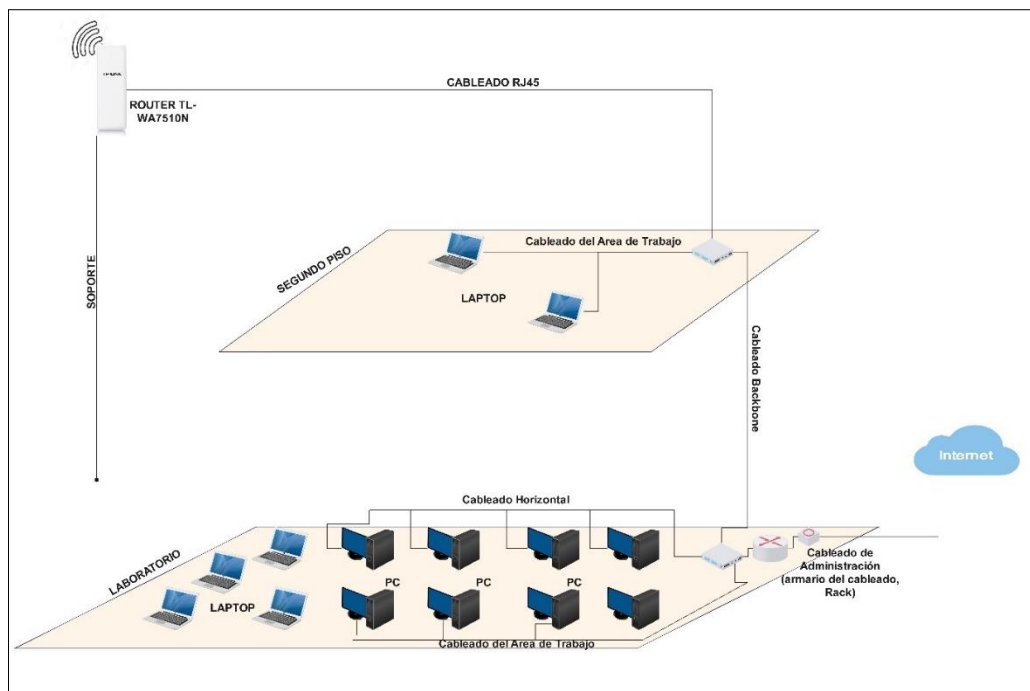 CABLEADO RJ45
ROUTER TL-
WA7510N
SOPORTE
SEGUNDO PISO
Cableado del Area de Trabajo
LAPTOP
Cableado Backbone
Internet
Cableado Horizontal
LABORATORIO
LAPTOP
PC
PC
PC
Cableado de
Administración
(armario del cableado,
Rack)
Cableado del Area de Trabajo